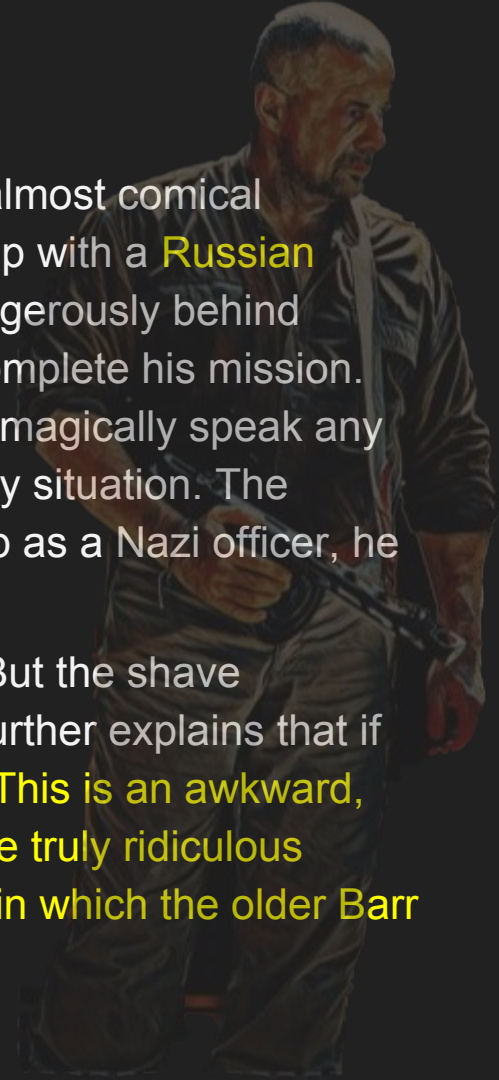 almost comical
p with a Russian
gerously behind
mplete his mission.
magically speak any
y situation. The
p as a Nazi officer, he
But the shave
urther explains that if
This is an awkward,
e truly ridiculous
in which the older Barr